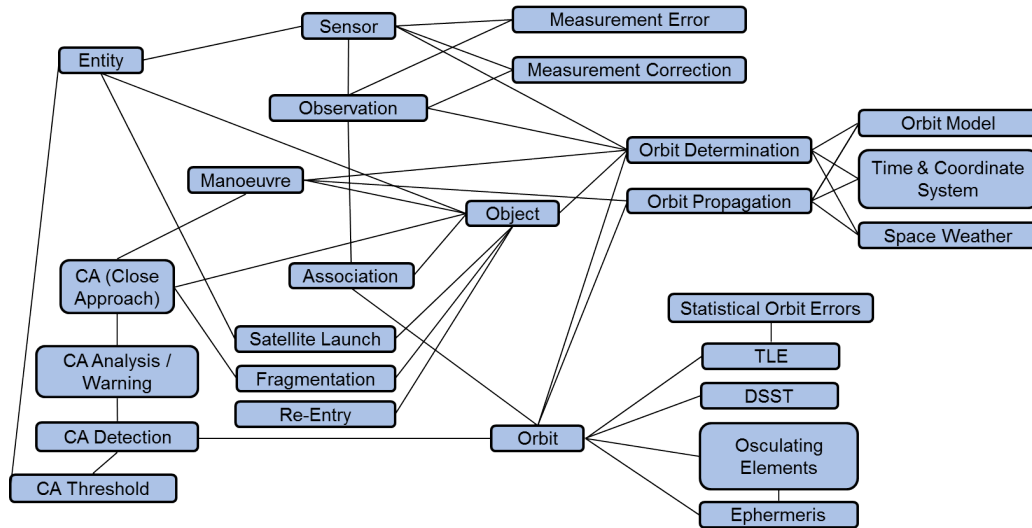 Sensor
Measurement Error
Entity
Measurement Correction
Observation
Orbit Model
Orbit Determination
Time & Coordinate
System
Manoeuvre
Orbit Propagation
Object
Space Weather
CA (Close
Approach)
Association
Statistical Orbit Errors
Satellite Launch
TLE
CA Analysis /
Warning
Fragmentation
DSST
Re-Entry
CA Detection
Orbit
Osculating
Elements
CA Threshold
Ephermeris